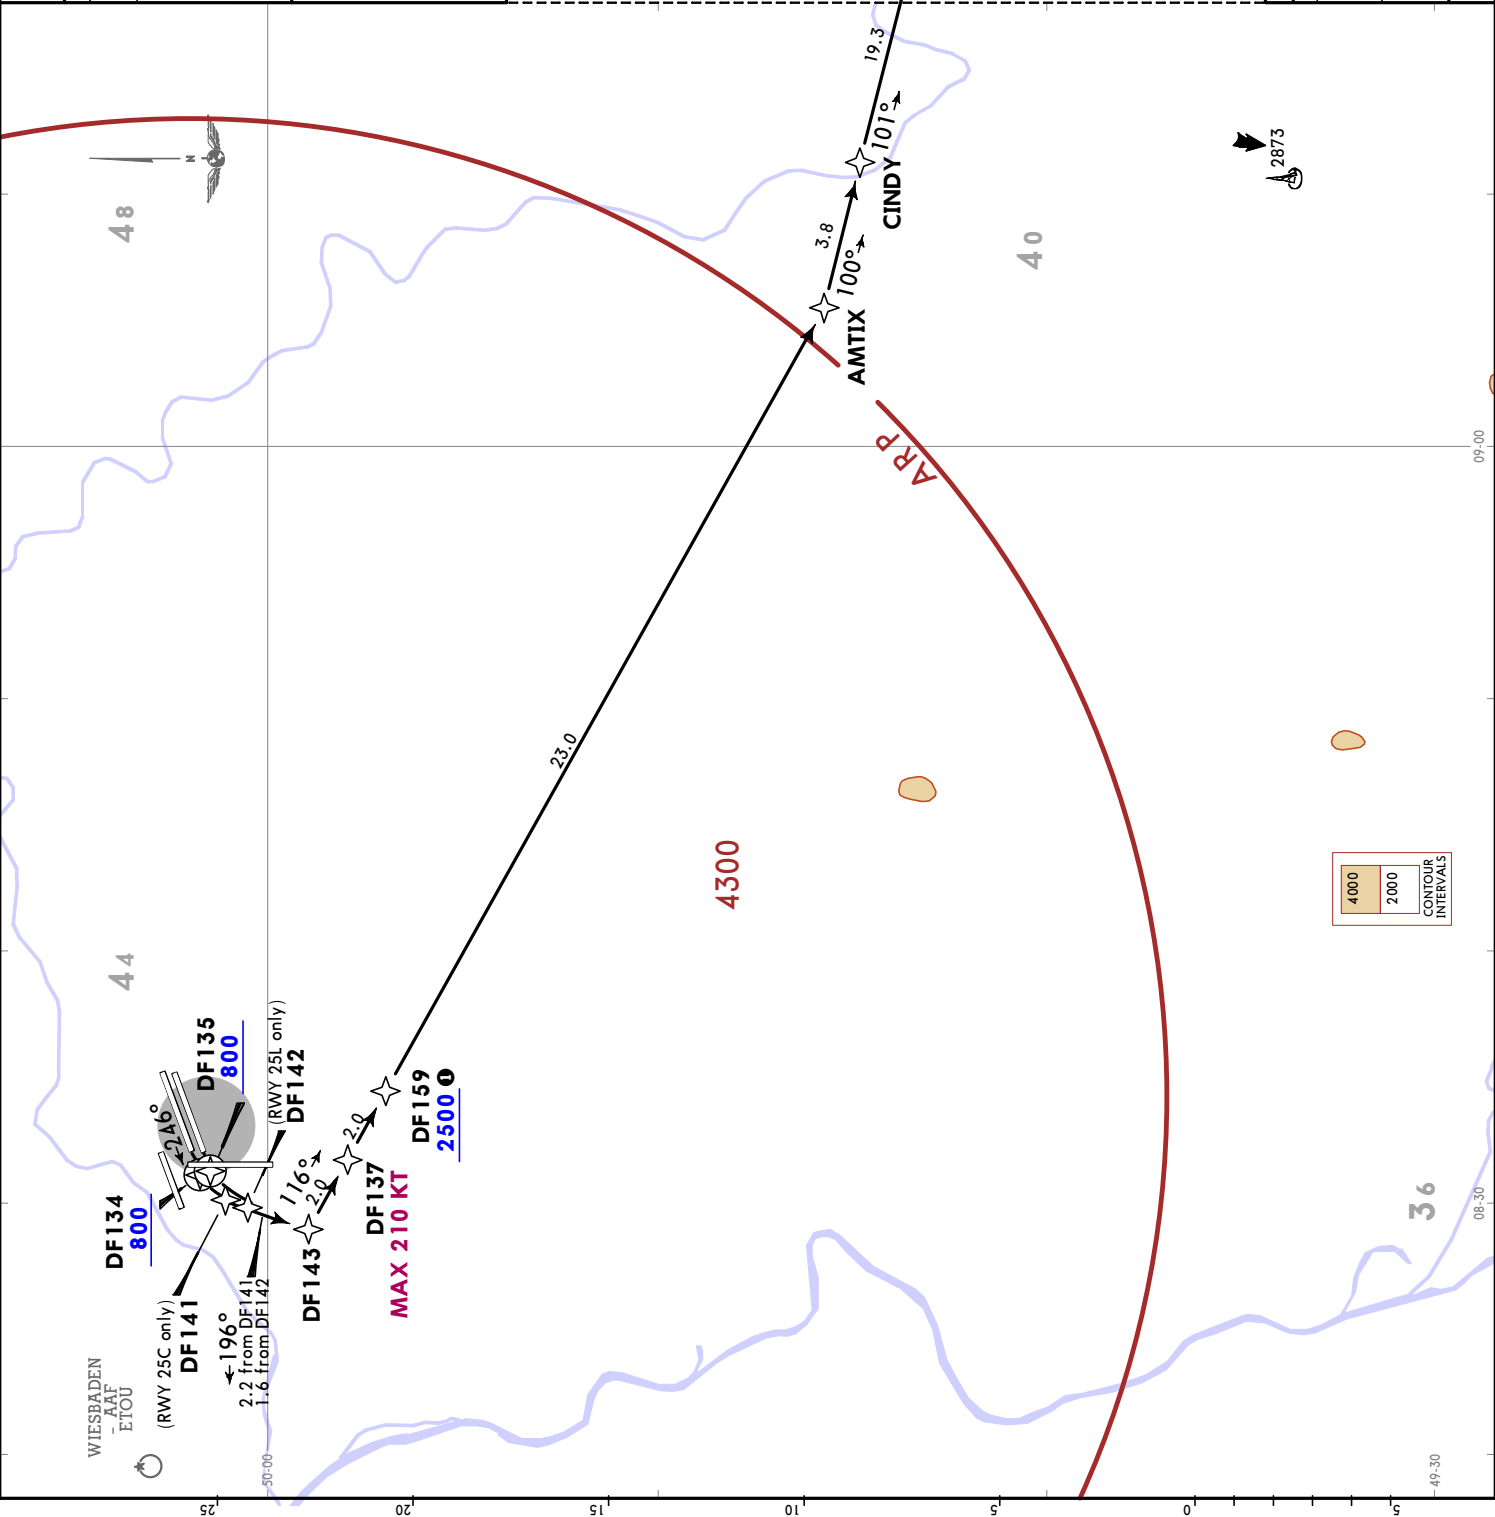 19.3
101°
CINDY
3.8
100°
AMTIX
N
48
40
2873
ARP
09-00
23.0
4300
44
4000
2000
CONTOUR
INTERVALS
DF135
800
246°
(RWY 25L only)
DF142
DF134
800
116°
2.0
2.0
DF159 1
2500
DF137
MAX 210 KT
DF143
(RWY 25C only)
DF141
196°
2.2 from DF141
1.6 from DF142
WIESBADEN
- AAF
ETOU
36
08-30
50-00
49-30
25
20
15
10
5
0
5